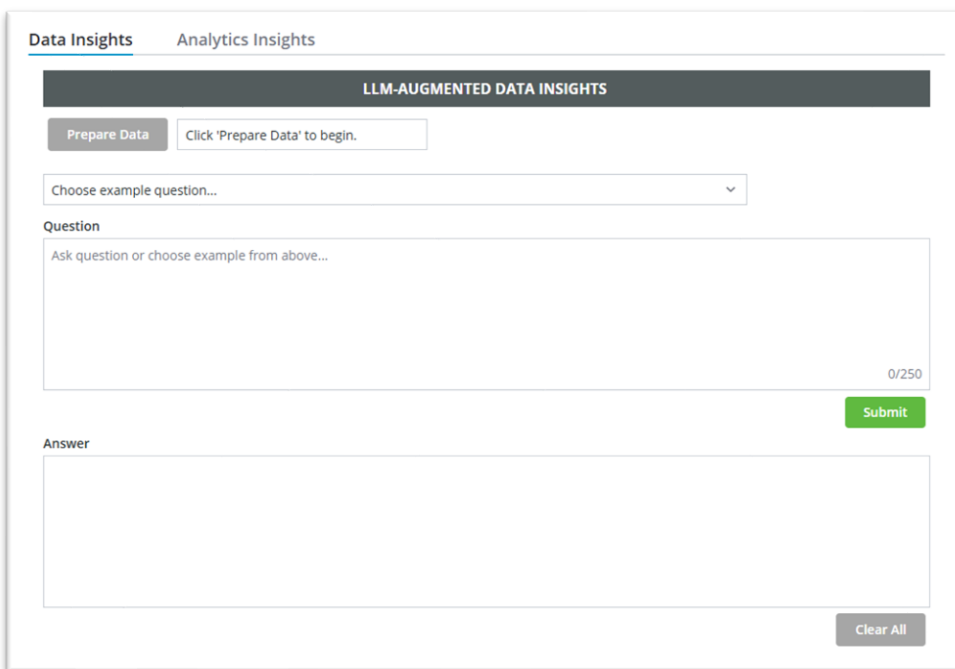 Data Insights Analytics Insights
LLM-AUGMENTED DATA INSIGHTS
Prepare Data Click 'Prepare Data' to begin.
Choose example question...
Question
Ask question or choose example from above...
0/250
Submit
Answer
Clear All